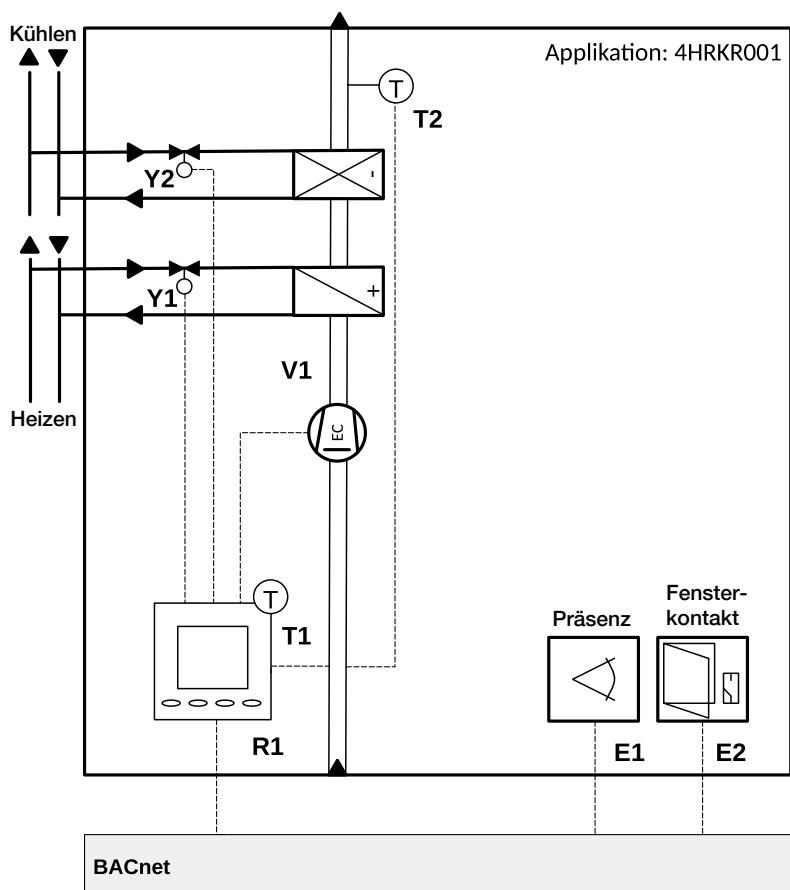 Kühlen
Applikation: 4HRKR001
T
T2
Y2
-
Y1
+
V1
Heizen
EC
T
T1
Präsenz
Fenster-
kontakt
R1
E1
E2
BACnet